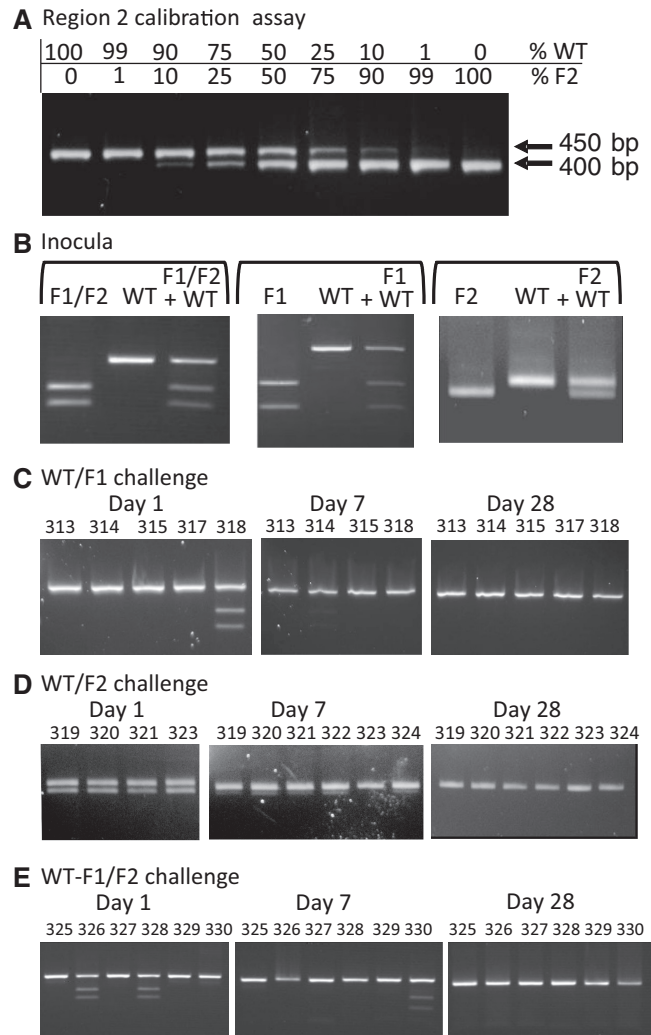 A Region 2 calibration assay
100 99 90 75 50 25 10 1 0 % WT
0 1 10 25 50 75 90 99 100 % F2
450 bp
400 bp
B Inocula
F1/F2 WT F1/F2 + WT F1 WT F1 + WT F2 WT F2 + WT
C WT/F1 challenge
Day 1 Day 7 Day 28
313 314 315 317 318 313 314 315 318 313 314 315 317 318
D WT/F2 challenge
Day 1 Day 7 Day 28
319 320 321 323 319 320 321 322 323 324 319 320 321 322 323 324
E WT-F1/F2 challenge
Day 1 Day 7 Day 28
325 326 327 328 329 330 325 326 327 328 329 330 325 326 327 328 329 330